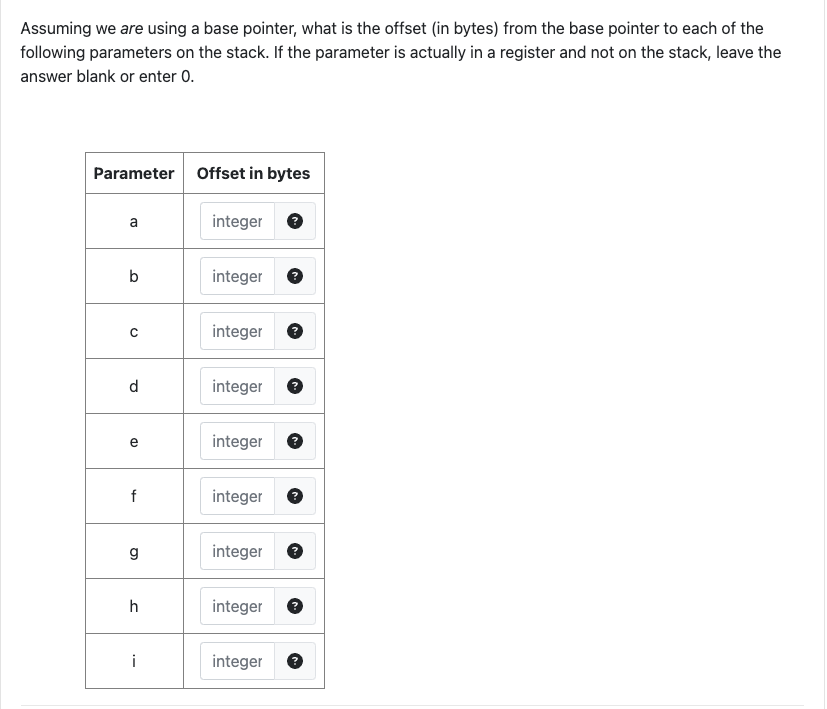 Assuming we are using a base pointer, what is the offset (in bytes) from the base pointer to each of the
following parameters on the stack. If the parameter is actually in a register and not on the stack, leave the
answer blank or enter 0.
Parameter Offset in bytes
a integer ?
b integer ?
c integer ?
d integer ?
e integer ?
f integer ?
g integer ?
h integer ?
i integer ?